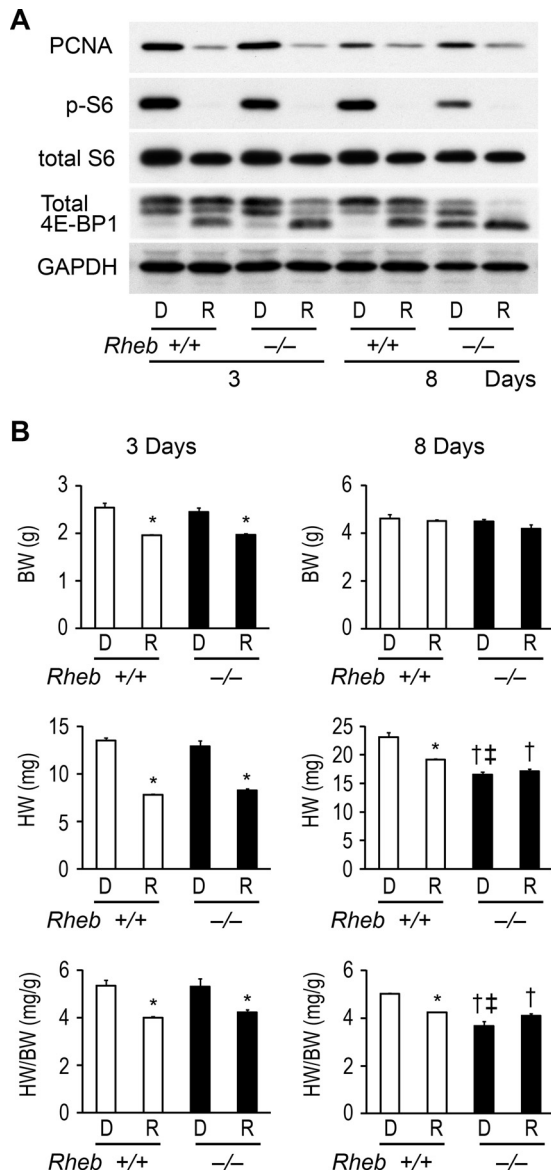 A
PCNA
p-S6
total S6
Total
4E-BP1
GAPDH
D R D R D R D R
Rheb +/+ –/– +/+ –/–
3 8 Days
B
3 Days 8 Days
3
2
1
0
BW (g)
D R D R
Rheb +/+ –/–
6
4
2
0
BW (g)
D R D R
Rheb +/+ –/–
* *
15
10
5
0
HW (mg)
* *
D R D R
Rheb +/+ –/–
25
20
15
10
5
0
HW (mg)
* †‡ †
D R D R
Rheb +/+ –/–
6
4
2
0
HW/BW (mg/g)
* *
D R D R
Rheb +/+ –/–
6
4
2
0
HW/BW (mg/g)
* †‡ †
D R D R
Rheb +/+ –/–